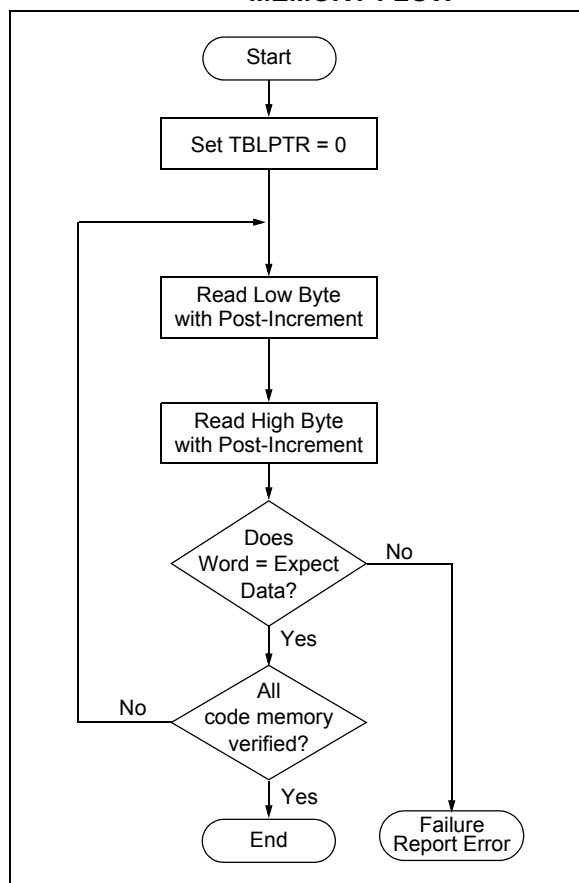 Start
Set TBLPTR = 0
Read Low Byte
with Post-Increment
Read High Byte
with Post-Increment
Does
Word = Expect
Data?
No
Yes
All
code memory
verified?
No
Yes
End
Failure
Report Error